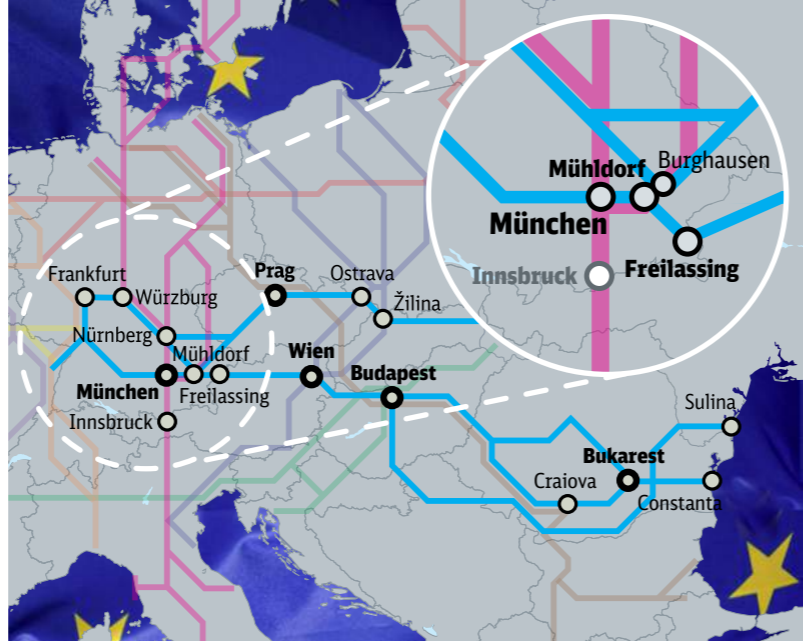 Mühldorf
Burghausen
München
Innsbruck
Freilassing
Frankfurt
Würzburg
Prag
Ostrava
Žilina
Nürnberg
Mühldorf
Wien
Budapest
München
Freilassing
Innsbruck
Sulina
Bukarest
Craiova
Constanta